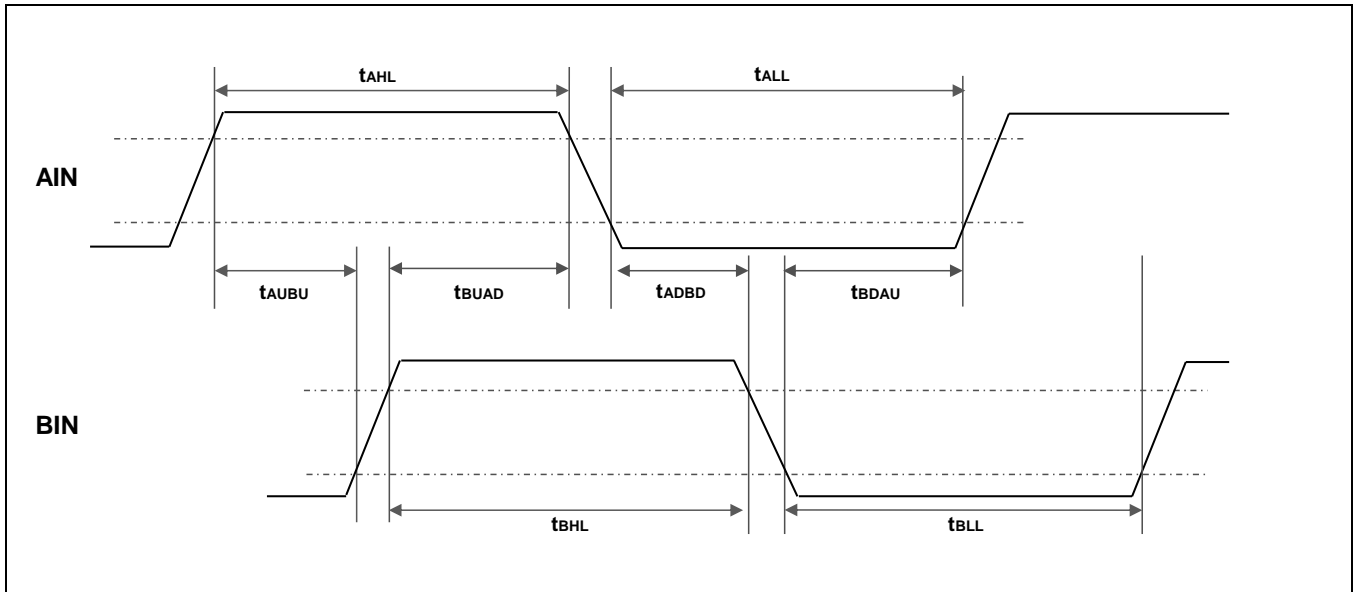 tAHL tALL
AIN
tAUBU tBUAD tADBD tBDAU
BIN
tBHL tBLL